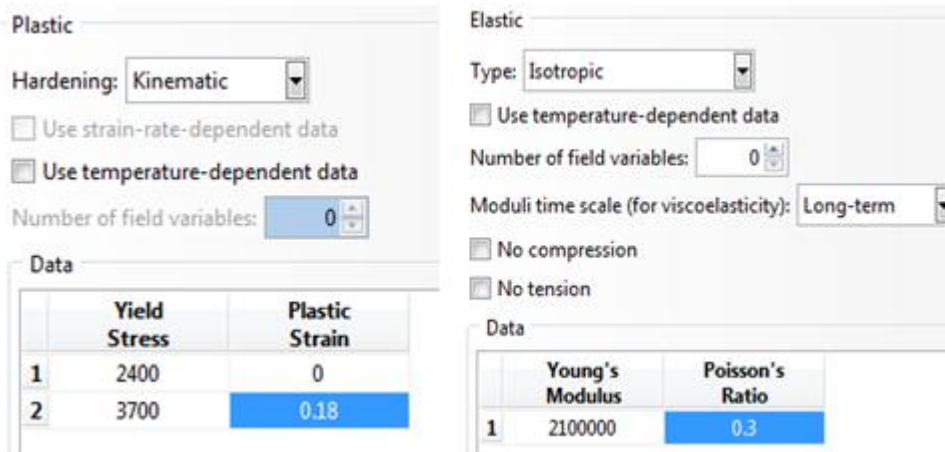 Plastic
Hardening: Kinematic
Use strain-rate-dependent data
Use temperature-dependent data
Number of field variables: 0
Data
Yield Stress Plastic Strain
1 2400 0
2 3700 0.18
Elastic
Type: Isotropic
Use temperature-dependent data
Number of field variables: 0
Moduli time scale (for viscoelasticity): Long-term
No compression
No tension
Data
Young's Modulus Poisson's Ratio
1 2100000 0.3